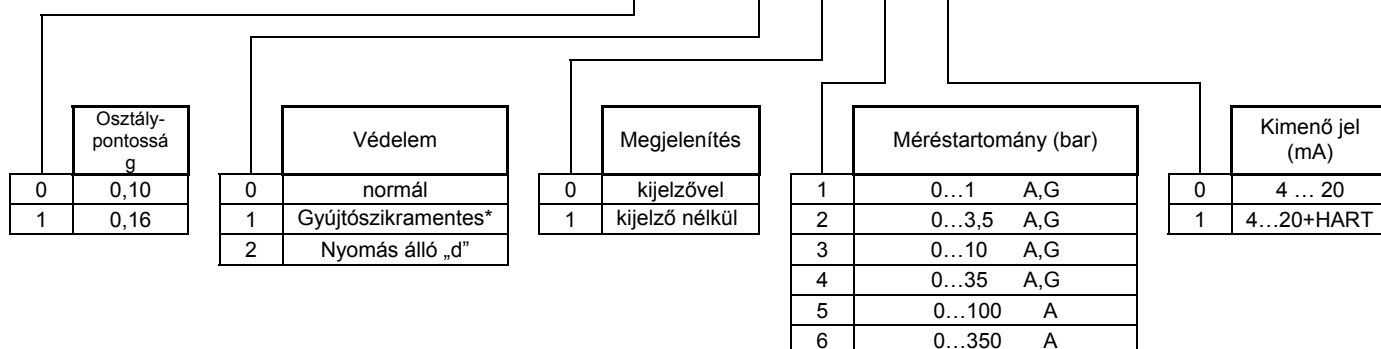 Osztály-
pontossá
g
0 0,10
1 0,16
Védelem
0 normál
1 Gyújtószikramentes*
2 Nyomás álló „d”
Megjelenítés
0 kijelzővel
1 kijelző nélkül
Méréstartomány (bar)
1 0…1 A,G
2 0…3,5 A,G
3 0…10 A,G
4 0…35 A,G
5 0…100 A
6 0…350 A
Kimenő jel
(mA)
0 4 … 20
1 4…20+HART